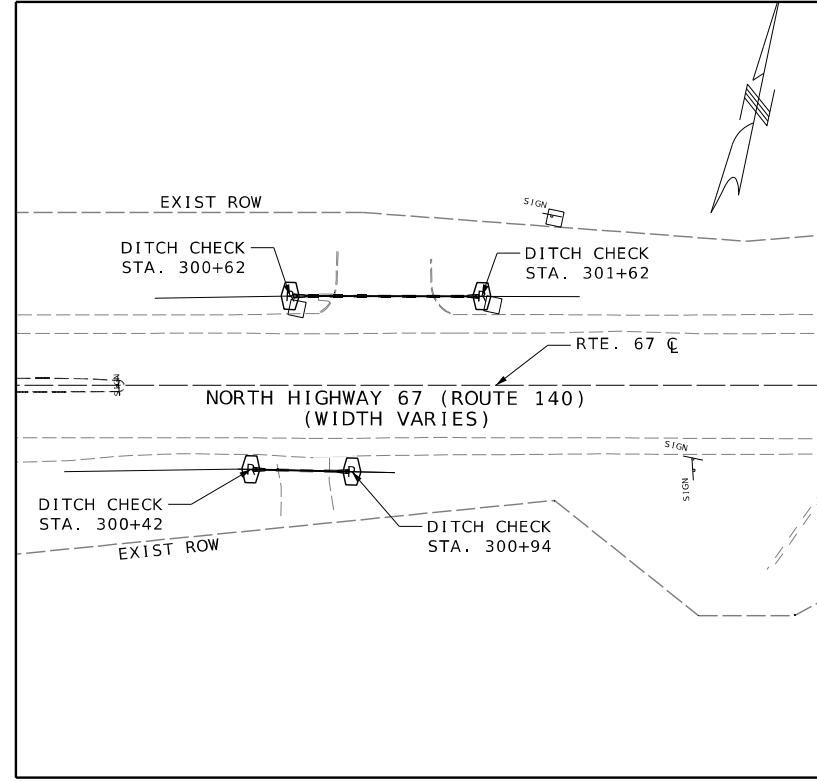 EXIST ROW
SIGN
DITCH CHECK
STA. 300+62
DITCH CHECK
STA. 301+62
RTE. 67 ℄
SIGN
NORTH HIGHWAY 67 (ROUTE 140)
(WIDTH VARIES)
SIGN
SIGN
R
R
DITCH CHECK
STA. 300+42
DITCH CHECK
STA. 300+94
EXIST ROW